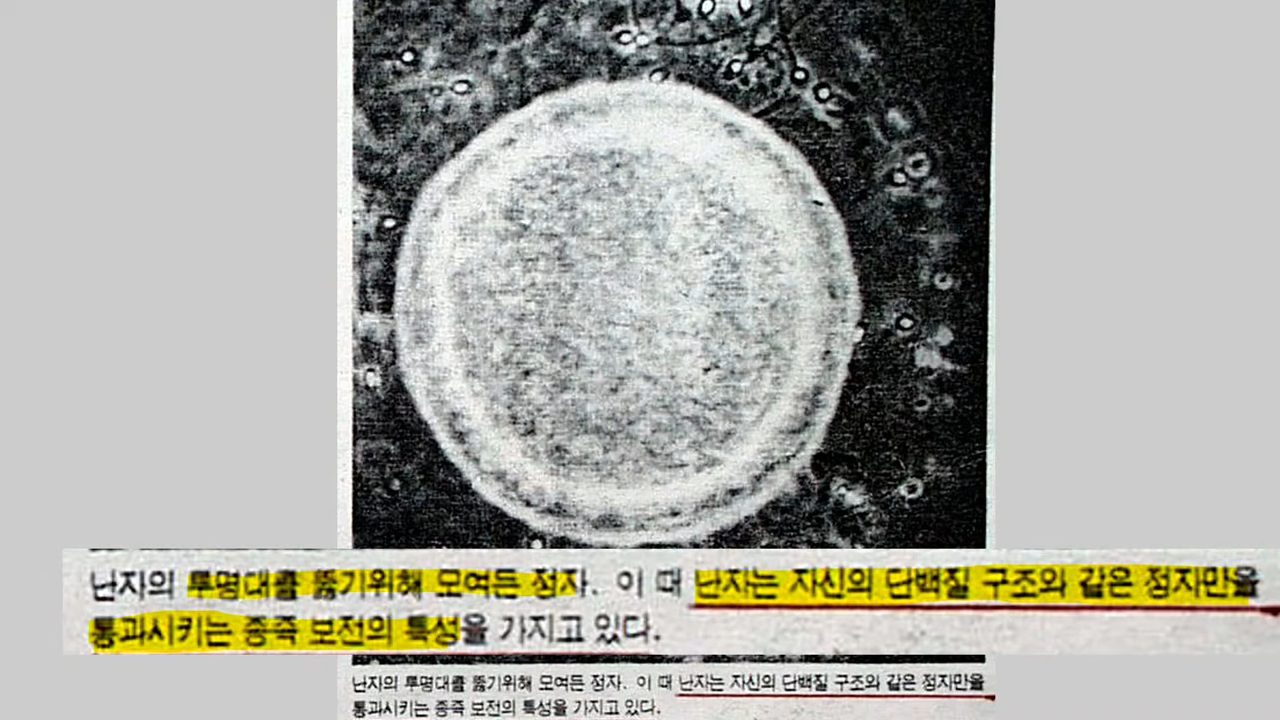 난자의 투명대를 뚫기위해 모여든 정자. 이 때 난자는 자신의 단백질 구조와 같은 정자만을
통과시키는 종족 보전의 특성을 가지고 있다.
난자의 투명대를 뚫기위해 모여든 정자. 이 때 난자는 자신의 단백질 구조와 같은 정자만을
통과시키는 종족 보전의 특성을 가지고 있다.